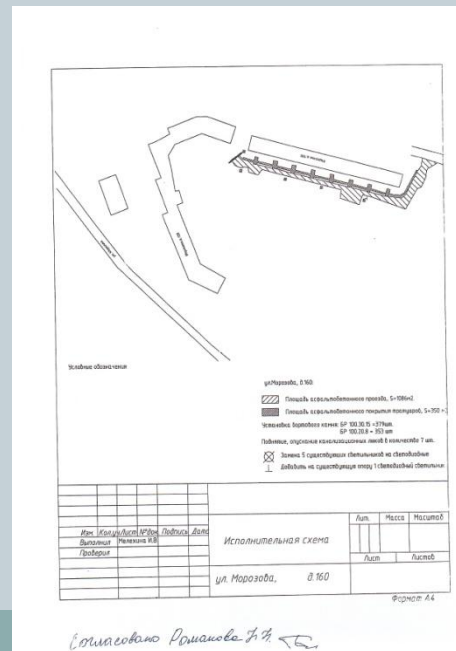 Условные обозначения
ул.Морозова, д.160:
Площадь асфальтобетонного проезда, S=1086м2
Площадь асфальтобетонного покрытия тротуаров, S=350
Установка бортового камня: БР 100.30.15 =379шт.
БР 100.20.8 = 353 шт
Поднятие, опускание канализационных люков в количестве 7 шт.
Замена 5 существующих светильников на светодиодные
Добавить на существующую опору 1 светодиодный светильник
Изм. Кол.уч Лист №док Подпись Дата
Выполнил Мелехина И.В
Проверил
Исполнительная схема
Лит. Масса Масштаб
Лист Листов
ул. Морозова, д.160
Формат А4
Согласовано Романова